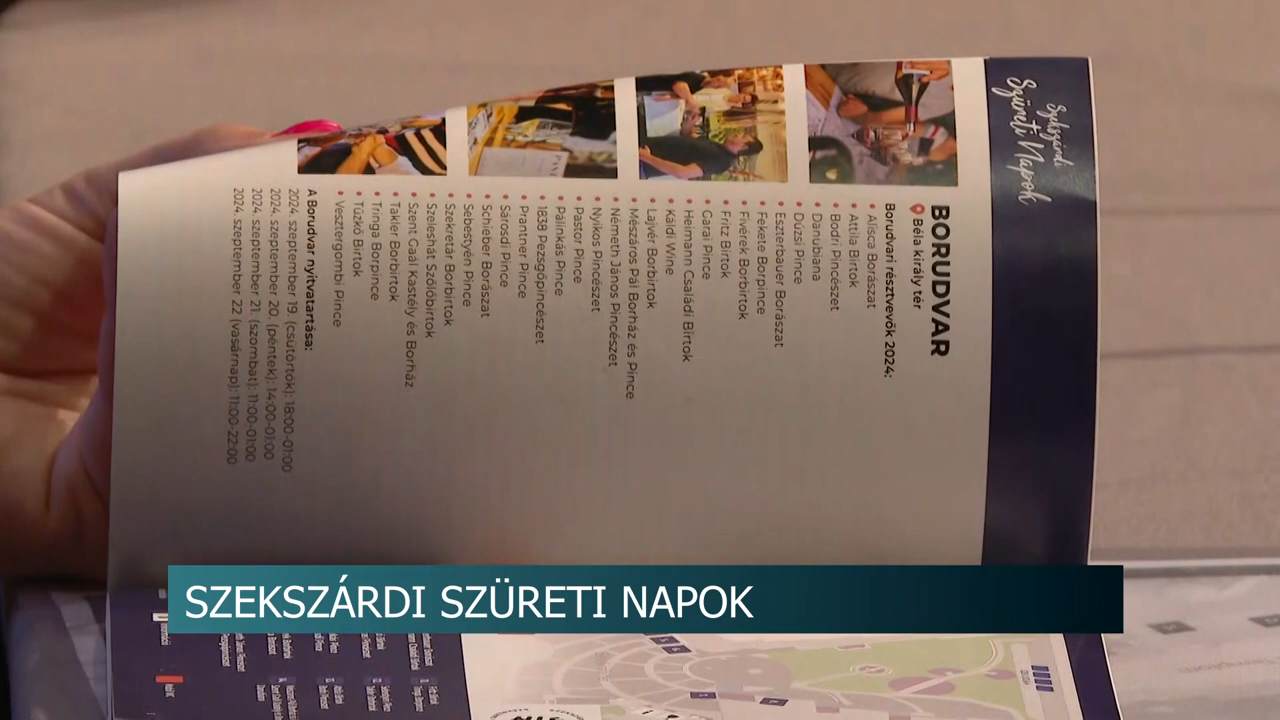 Szekszárdi
Szüreti Napok
BORUDVAR
Béla király tér
Borudvari résztvevők 2024:
• Alisca Borászat
• Attila Birtok
• Bodri Pincészet
• Danubiana
• Dúzsi Pince
• Eszterbauer Borászat
• Fekete Borpince
• Fivérek Borbirtok
• Fritz Birtok
• Garai Pince
• Heimann Családi Birtok
• Káldi Wine
• Lajvér Borbirtok
• Mészáros Pál Borház és Pince
• Németh János Pincészet
• Nyikos Pincészet
• Pastor Pince
• Pálinkás Pince
• 1838 Pezsgőpincészet
• Prantner Pince
• Sárosdi Pince
• Schieber Borászat
• Sebestyén Pince
• Szekretár Borbirtok
• Szeleshát Szőlőbirtok
• Szent Gaál Kastély és Borház
• Takler Borbirtok
• Tringa Borpince
• Tűzkő Birtok
• Vesztergombi Pince
A Borudvar nyitvatartása:
2024. szeptember 19. (csütörtök): 18:00-01:00
2024. szeptember 20. (péntek): 14:00-01:00
2024. szeptember 21. (szombat): 11:00-01:00
2024. szeptember 22. (vasárnap): 11:00-22:00
SZEKSZÁRDI SZÜRETI NAPOK